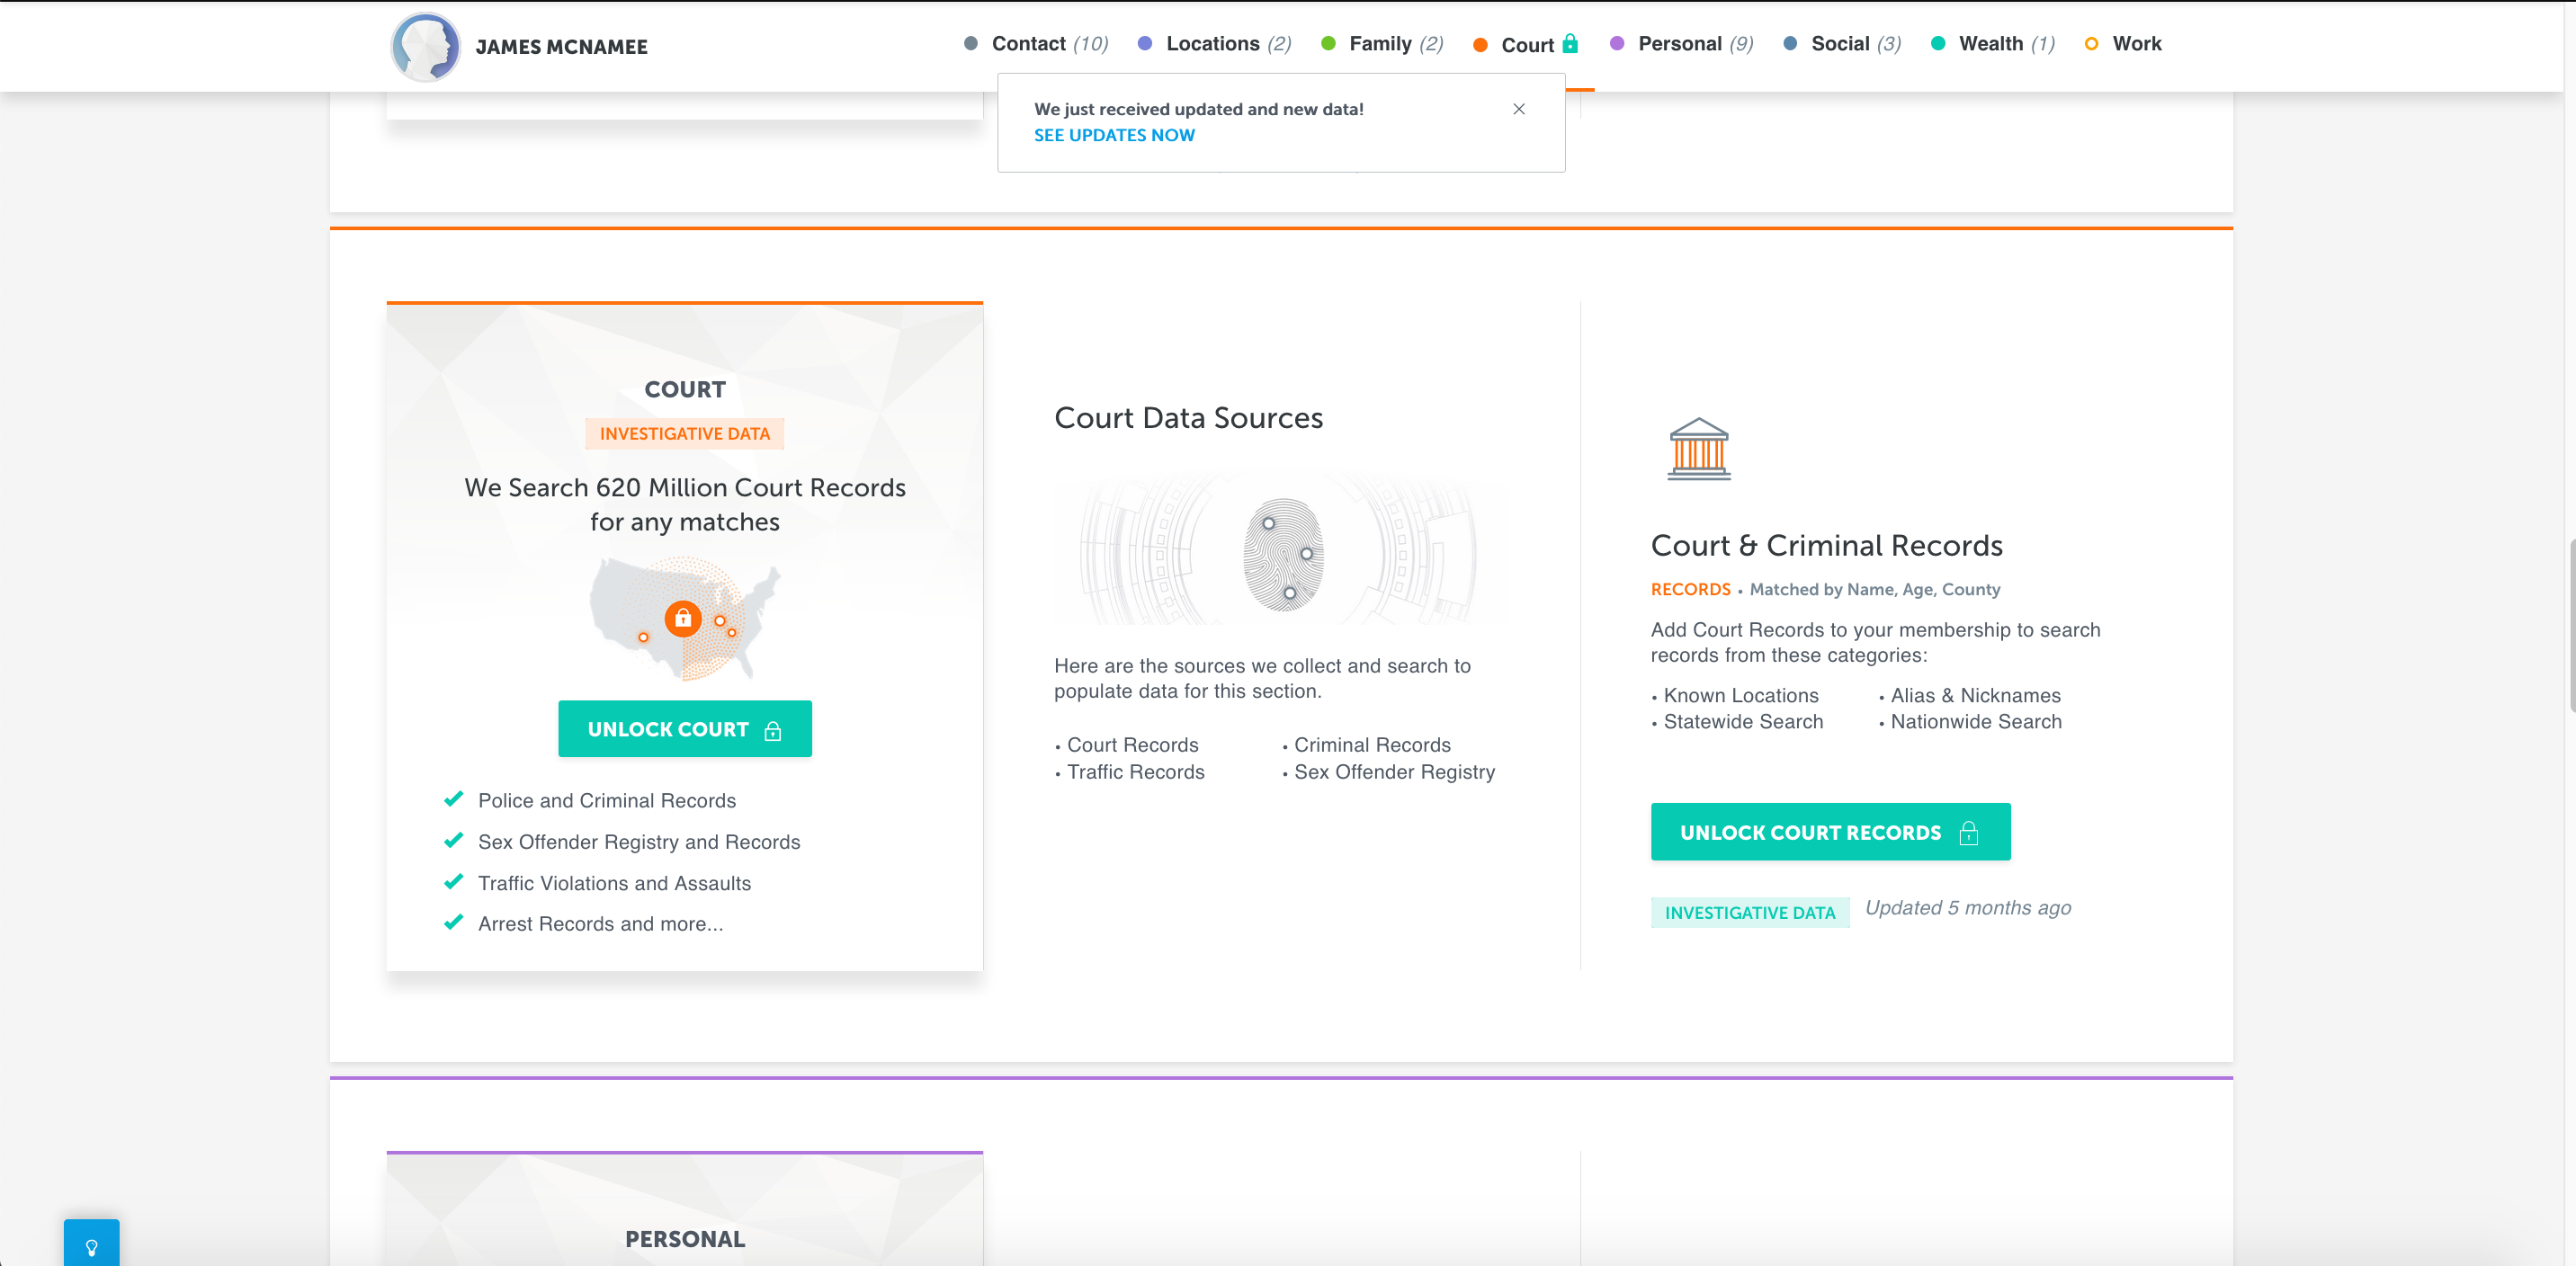 JAMES MCNAMEE
Contact (10)
Locations (2)
Family (2)
Court
Personal (9)
Social (3)
Wealth (1)
Work
We just received updated and new data!
SEE UPDATES NOW
COURT
INVESTIGATIVE DATA
We Search 620 Million Court Records
for any matches
UNLOCK COURT
Police and Criminal Records
Sex Offender Registry and Records
Traffic Violations and Assaults
Arrest Records and more...
Court Data Sources
Here are the sources we collect and search to
populate data for this section.
• Court Records
• Criminal Records
• Traffic Records
• Sex Offender Registry
Court & Criminal Records
RECORDS • Matched by Name, Age, County
Add Court Records to your membership to search
records from these categories:
• Known Locations
• Alias & Nicknames
• Statewide Search
• Nationwide Search
UNLOCK COURT RECORDS
INVESTIGATIVE DATA
Updated 5 months ago
PERSONAL